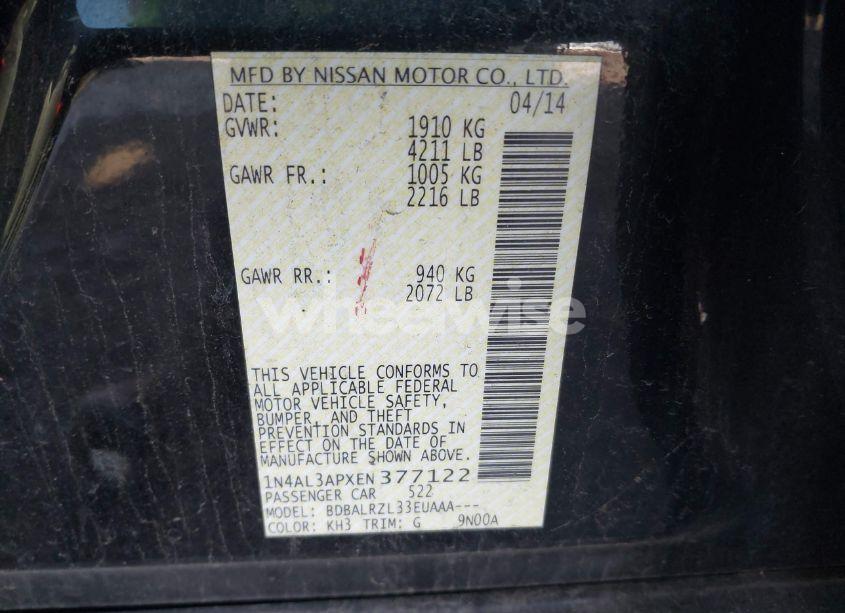 MFD BY NISSAN MOTOR CO., LTD.
DATE: 04/14
GVWR: 1910 KG
4211 LB
GAWR FR.: 1005 KG
2216 LB
GAWR RR.: 940 KG
2072 LB
wheelwise
THIS VEHICLE CONFORMS TO
ALL APPLICABLE FEDERAL
MOTOR VEHICLE SAFETY,
BUMPER, AND THEFT
PREVENTION STANDARDS IN
EFFECT ON THE DATE OF
MANUFACTURE SHOWN ABOVE.
1N4AL3APXEN377122
PASSENGER CAR 522
MODEL: BDBALRZL33EUAAA---
COLOR: KH3 TRIM: G 9N00A